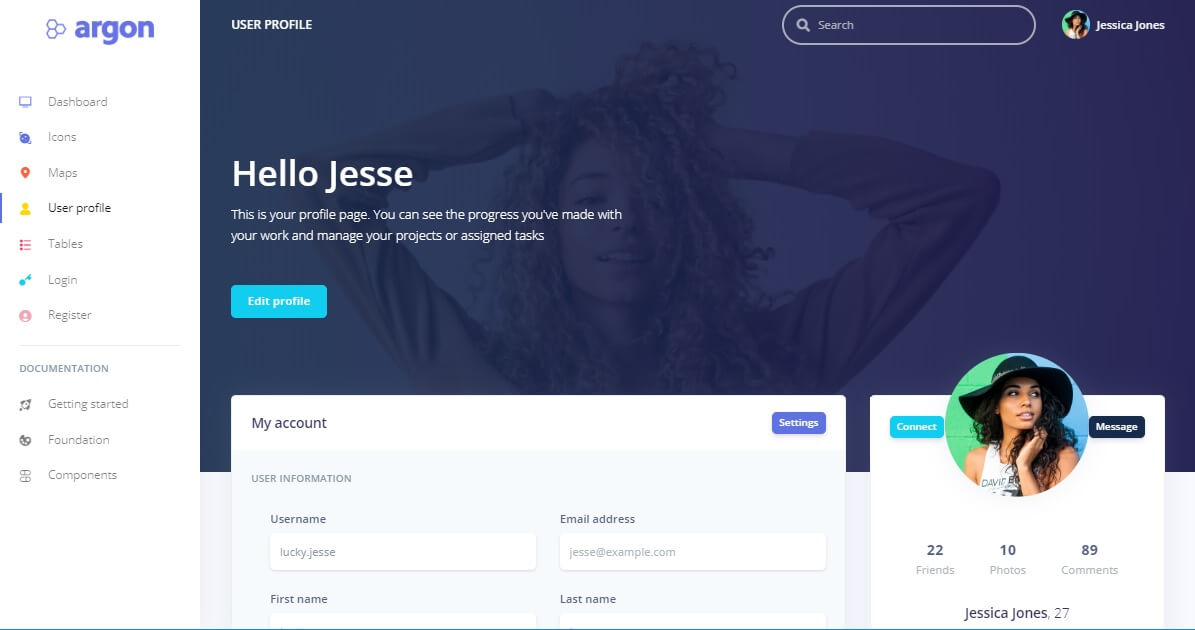 argon
USER PROFILE
Search
Jessica Jones
Dashboard
Icons
Maps
User profile
Tables
Login
Register
DOCUMENTATION
Getting started
Foundation
Components
Hello Jesse
This is your profile page. You can see the progress you've made with
your work and manage your projects or assigned tasks
Edit profile
My account
Settings
USER INFORMATION
Username
Email address
lucky.jesse
jesse@example.com
First name
Last name
Connect
Message
22
10
89
Friends
Photos
Comments
Jessica Jones, 27